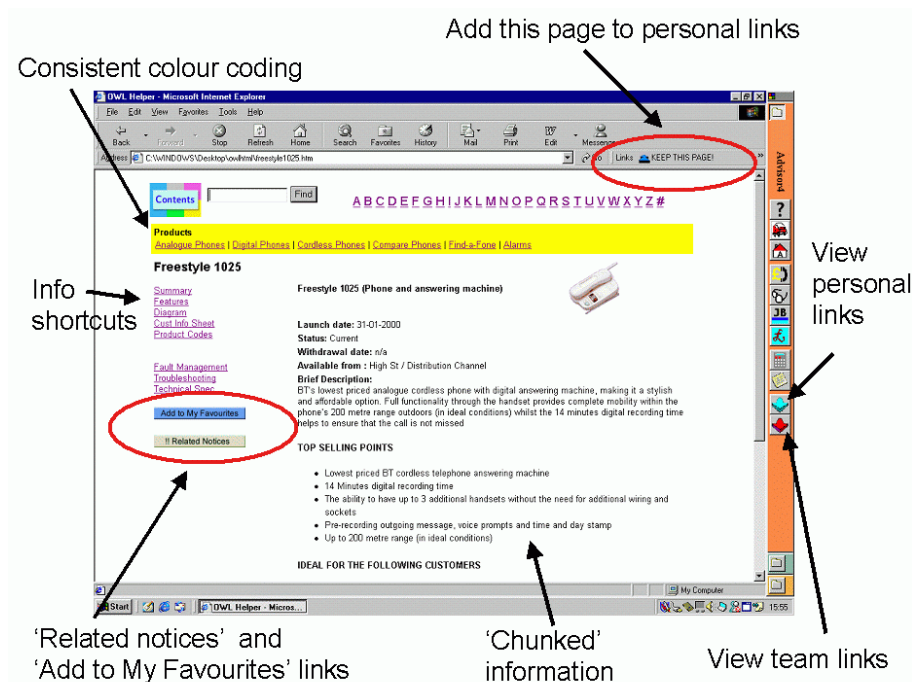 Add this page to personal links
Consistent colour coding
OWL Helper - Microsoft Internet Explorer
File Edit View Favorites Tools Help
Back Forward Stop Refresh Home Search Favorites History Mail Print Edit Messenger
Address C:\WINDOWS\Desktop\owlhtml\freestyle1025.htm Go Links KEEP THIS PAGE! »
Advisor4
Contents Find A B C D E F G H I J K L M N O P Q R S T U V W X Y Z #
Products
Analogue Phones | Digital Phones | Cordless Phones | Compare Phones | Find-a-Fone | Alarms
Freestyle 1025
Info
shortcuts
Summary
Features
Diagram
Cust Info Sheet
Product Codes
Fault Management
Troubleshooting
Technical Spec
Add to My Favourites
!! Related Notices
Freestyle 1025 (Phone and answering machine)
Launch date: 31-01-2000
Status: Current
Withdrawal date: n/a
Available from : High St / Distribution Channel
Brief Description:
BT's lowest priced analogue cordless phone with digital answering machine, making it a stylish
and affordable option. Full functionality through the handset provides complete mobility within the
phone's 200 metre range outdoors (in ideal conditions) whilst the 14 minutes digital recording time
helps to ensure that the call is not missed
TOP SELLING POINTS
• Lowest priced BT cordless telephone answering machine
• 14 Minutes digital recording time
• The ability to have up to 3 additional handsets without the need for additional wiring and
sockets
• Pre-recording outgoing message, voice prompts and time and day stamp
• Up to 200 metre range (in ideal conditions)
IDEAL FOR THE FOLLOWING CUSTOMERS
?
A
JB
£
View
personal
links
My Computer
Start OWL Helper - Micros... 15:55
'Related notices' and
'Add to My Favourites' links
'Chunked'
information
View team links